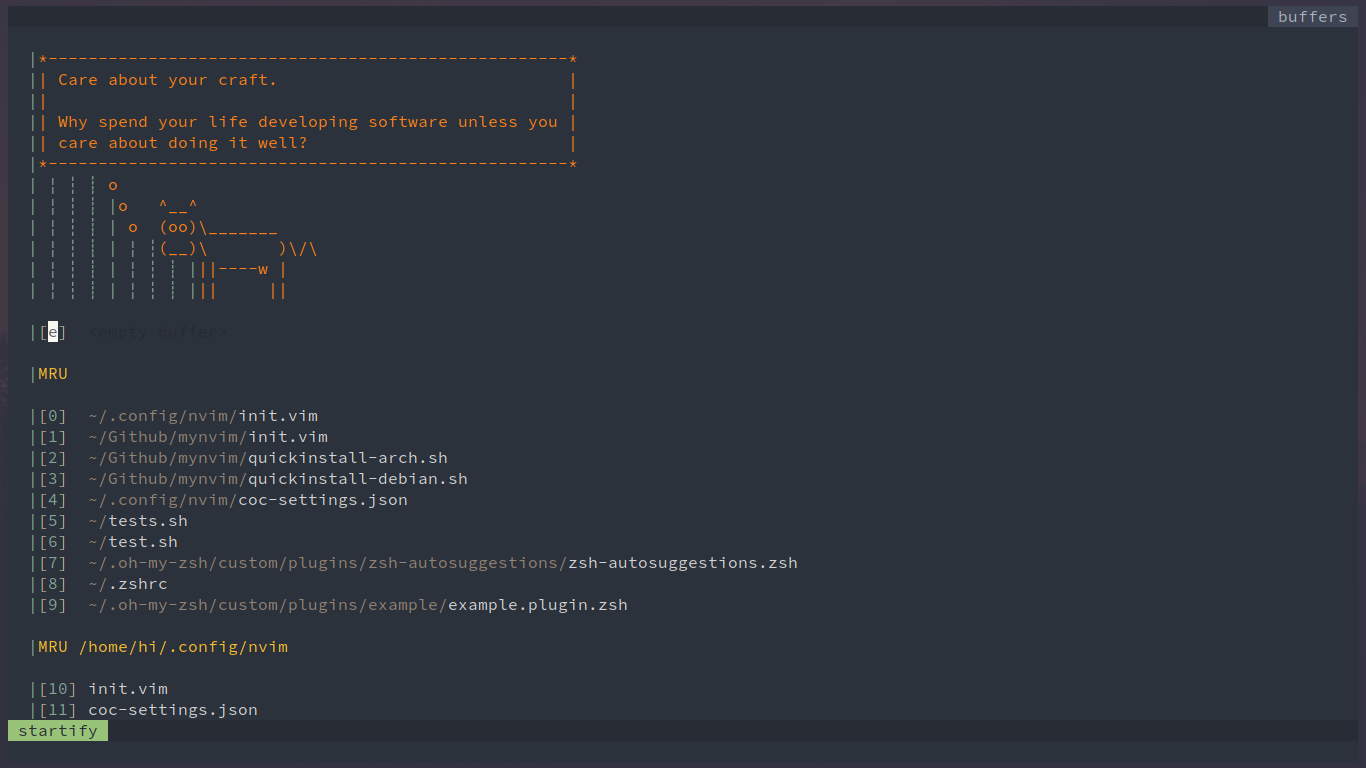 buffers
|*----------------------------------------------------*
|| Care about your craft.                             |
||                                                    |
|| Why spend your life developing software unless you |
|| care about doing it well?                          |
|*----------------------------------------------------*
| ¦ ┆ ┊ o
| ¦ ┆ ┊ |o   ^__^
| ¦ ┆ ┊ | o  (oo)\_______
| ¦ ┆ ┊ | ¦ ┆(__)\       )\/\
| ¦ ┆ ┊ | ¦ ┆ ┊ |||----w |
| ¦ ┆ ┊ | ¦ ┆ ┊ |||     ||
|[e]  <empty buffer>
|MRU
|[0]  ~/.config/nvim/init.vim
|[1]  ~/Github/mynvim/init.vim
|[2]  ~/Github/mynvim/quickinstall-arch.sh
|[3]  ~/Github/mynvim/quickinstall-debian.sh
|[4]  ~/.config/nvim/coc-settings.json
|[5]  ~/tests.sh
|[6]  ~/test.sh
|[7]  ~/.oh-my-zsh/custom/plugins/zsh-autosuggestions/zsh-autosuggestions.zsh
|[8]  ~/.zshrc
|[9]  ~/.oh-my-zsh/custom/plugins/example/example.plugin.zsh
|MRU /home/hi/.config/nvim
|[10] init.vim
|[11] coc-settings.json
startify